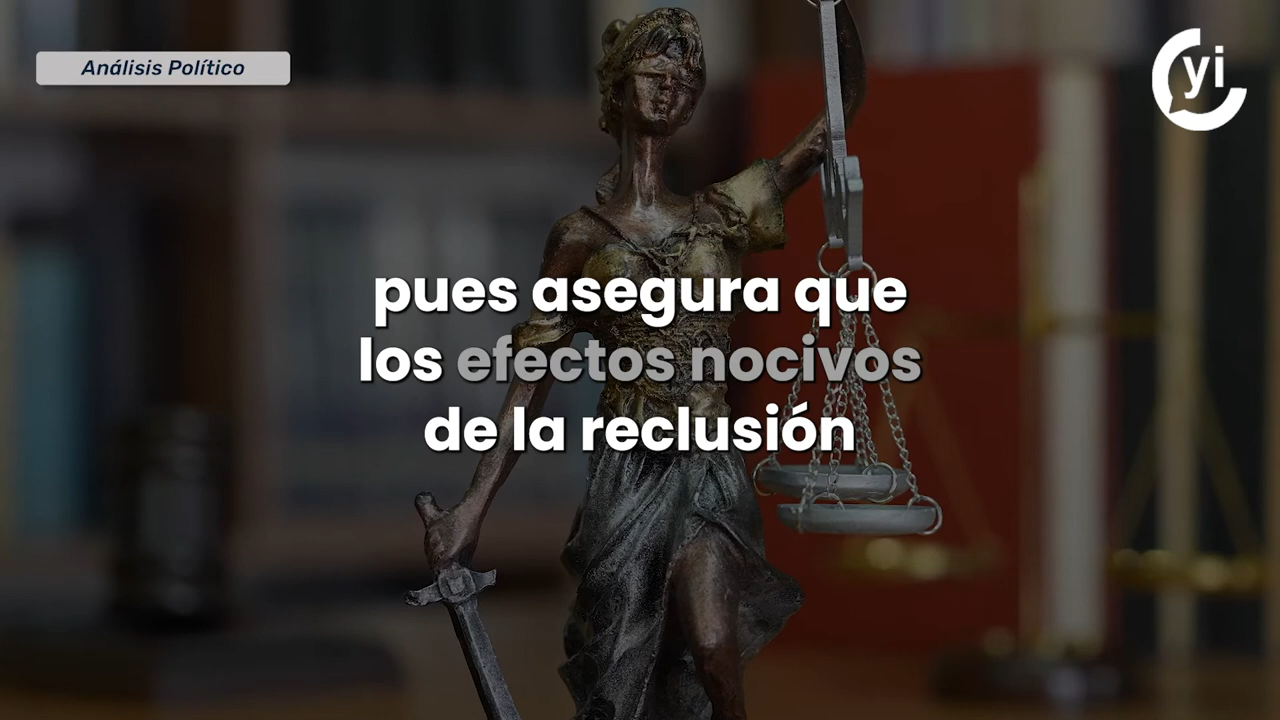 Análisis Político
yi
pues asegura que
los efectos nocivos
de la reclusión